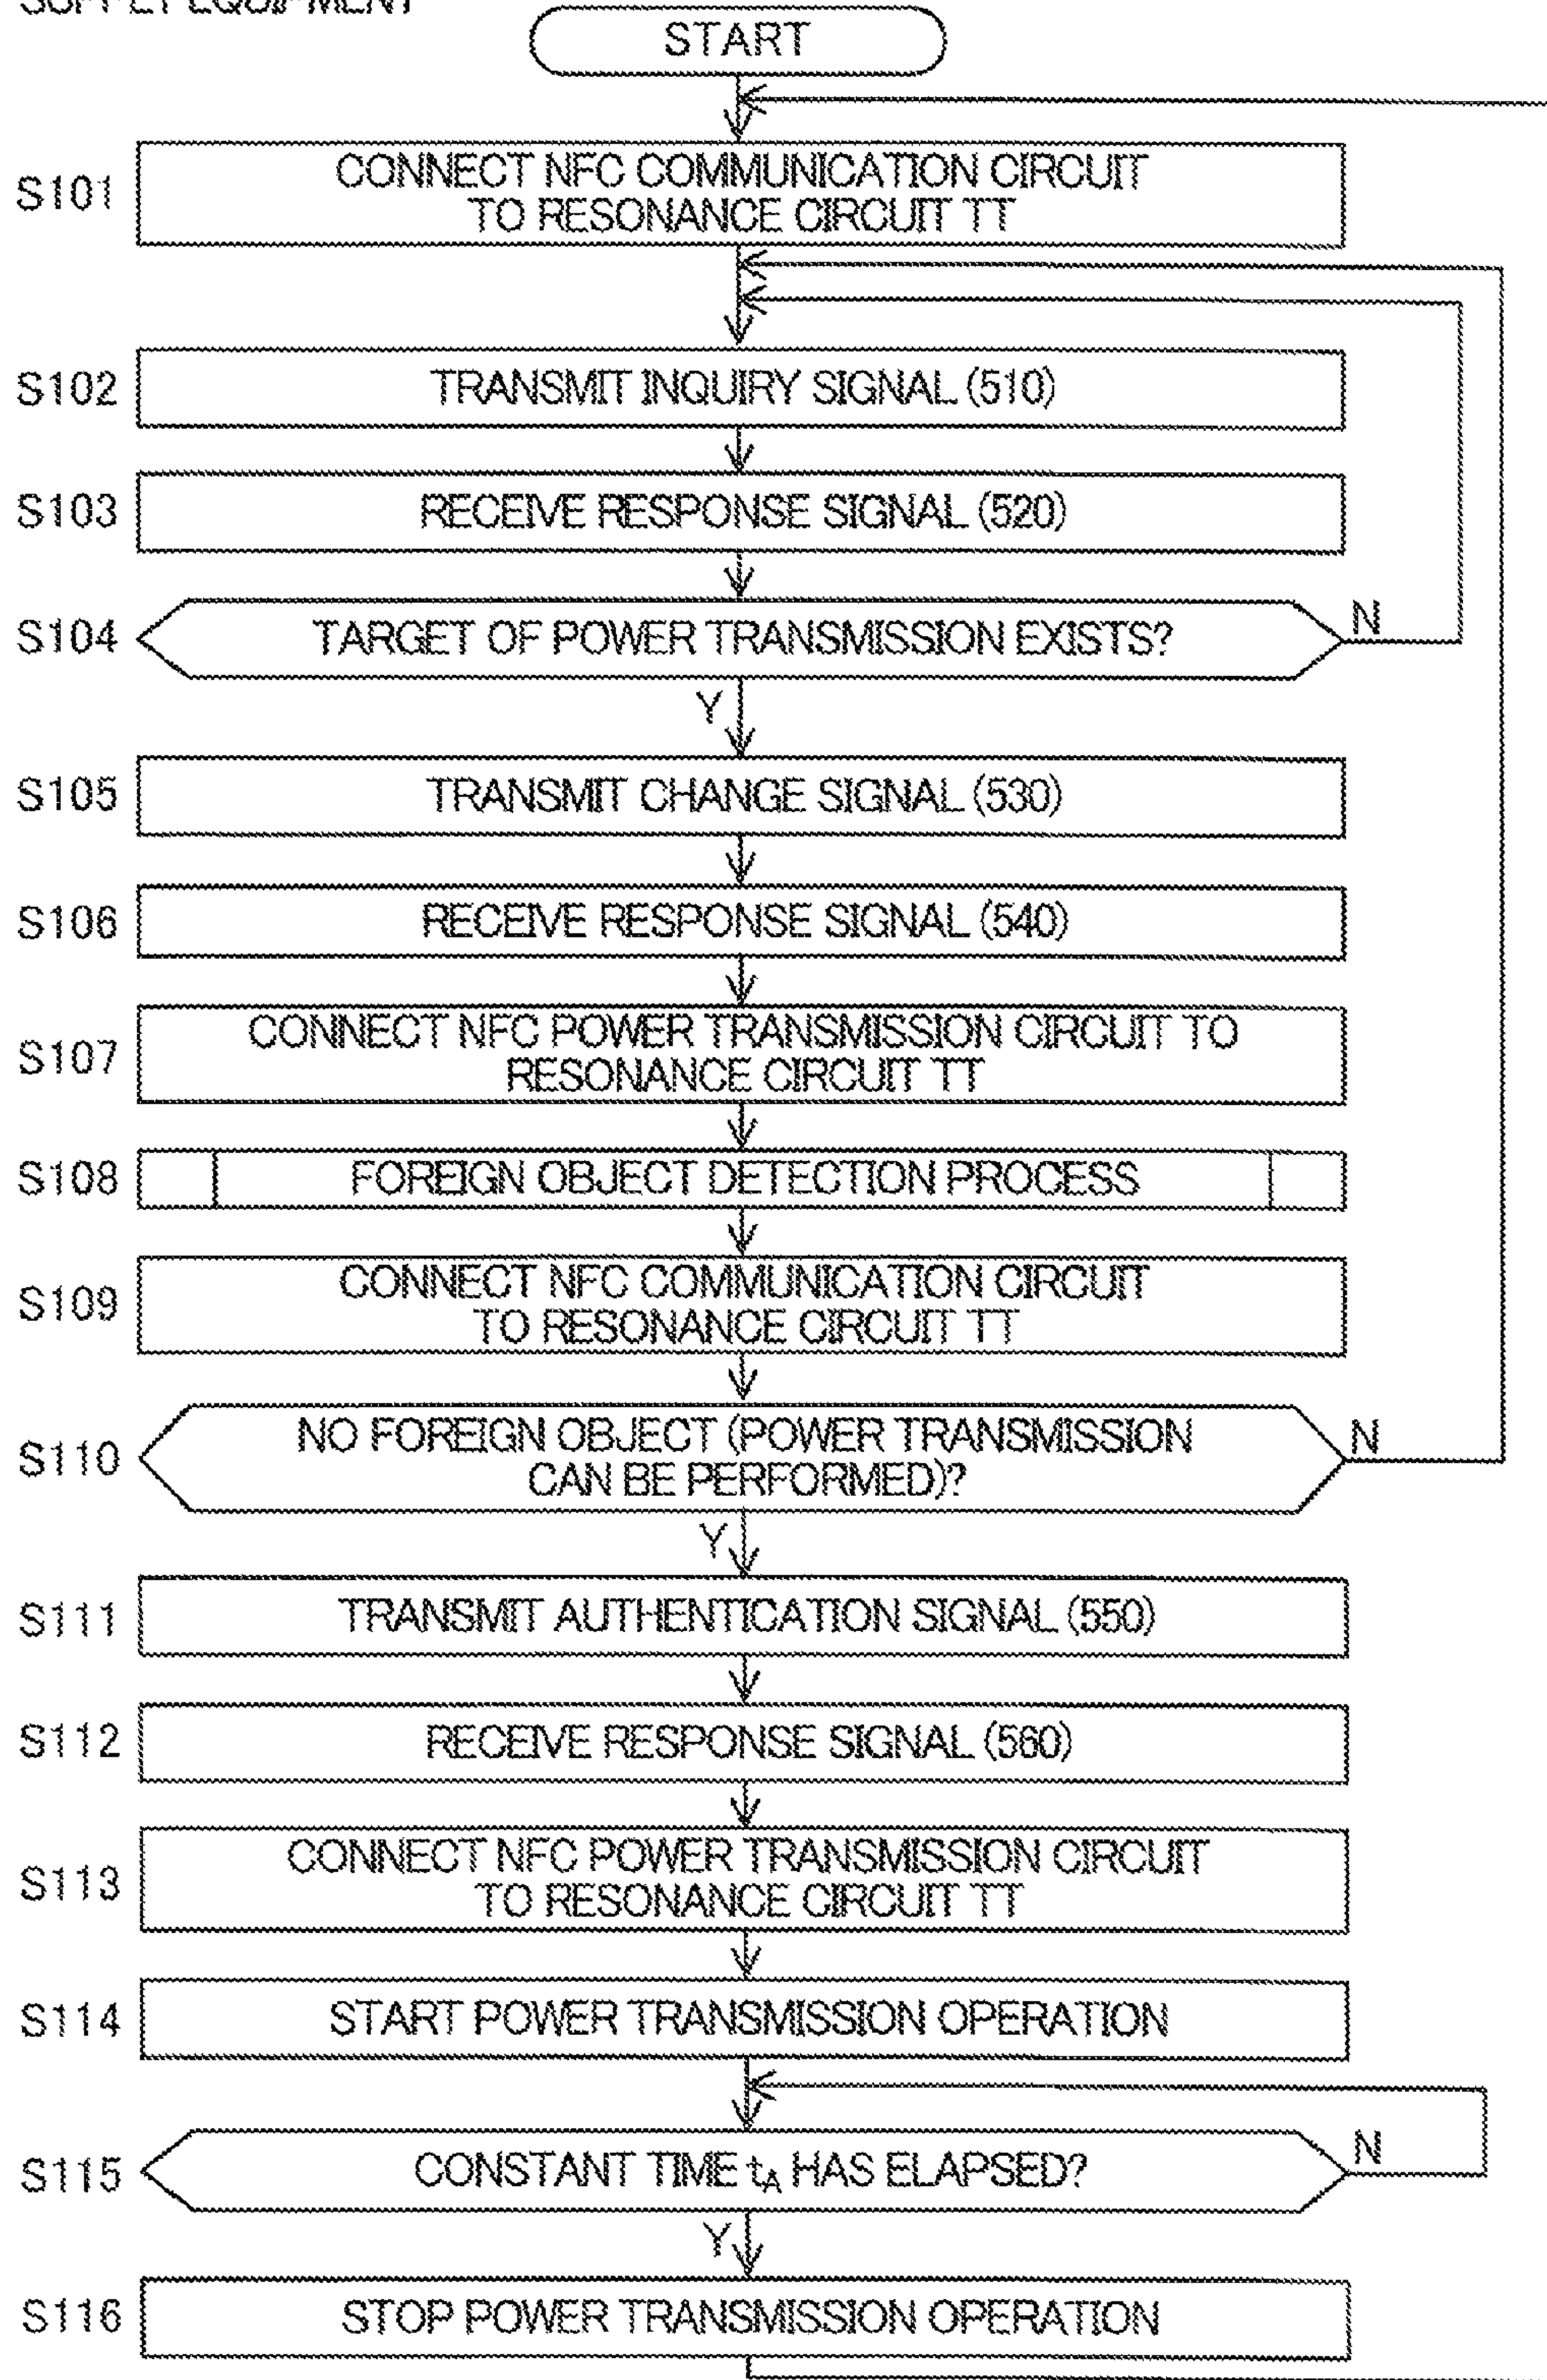 SUPPLY EQUIPMENT
START
S101
CONNECT NFC COMMUNICATION CIRCUIT
TO RESONANCE CIRCUIT TT
S102
TRANSMIT INQUIRY SIGNAL (510)
S103
RECEIVE RESPONSE SIGNAL (520)
S104
TARGET OF POWER TRANSMISSION EXISTS?
N
Y
S105
TRANSMIT CHANGE SIGNAL (530)
S106
RECEIVE RESPONSE SIGNAL (540)
S107
CONNECT NFC POWER TRANSMISSION CIRCUIT TO
RESONANCE CIRCUIT TT
S108
FOREIGN OBJECT DETECTION PROCESS
S109
CONNECT NFC COMMUNICATION CIRCUIT
TO RESONANCE CIRCUIT TT
S110
NO FOREIGN OBJECT (POWER TRANSMISSION
CAN BE PERFORMED)?
N
Y
S111
TRANSMIT AUTHENTICATION SIGNAL (550)
S112
RECEIVE RESPONSE SIGNAL (560)
S113
CONNECT NFC POWER TRANSMISSION CIRCUIT
TO RESONANCE CIRCUIT TT
S114
START POWER TRANSMISSION OPERATION
S115
CONSTANT TIME tA HAS ELAPSED?
N
Y
S116
STOP POWER TRANSMISSION OPERATION